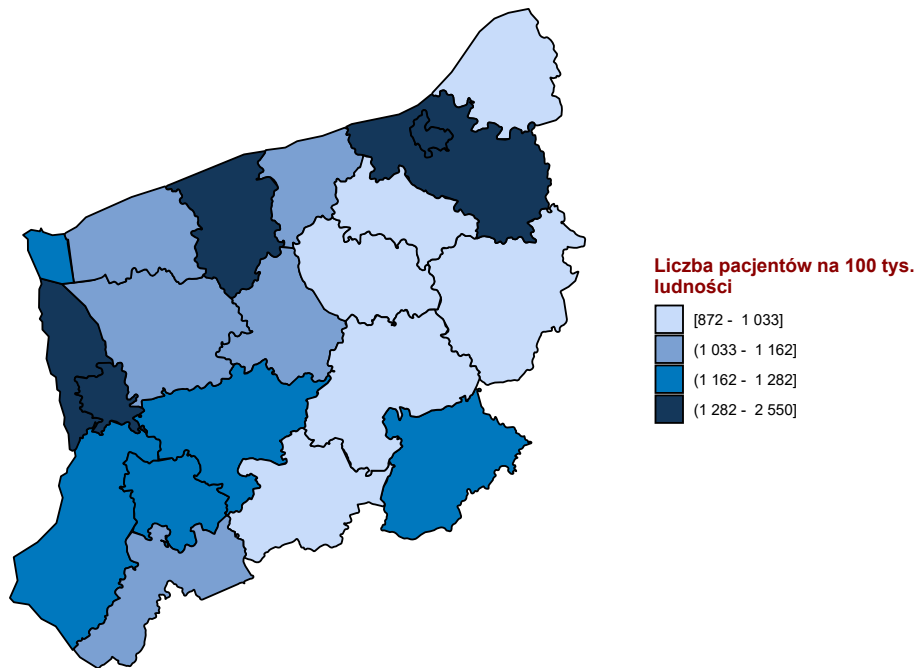 Liczba pacjentów na 100 tys.
ludności
[872 - 1 033]
(1 033 - 1 162]
(1 162 - 1 282]
(1 282 - 2 550]